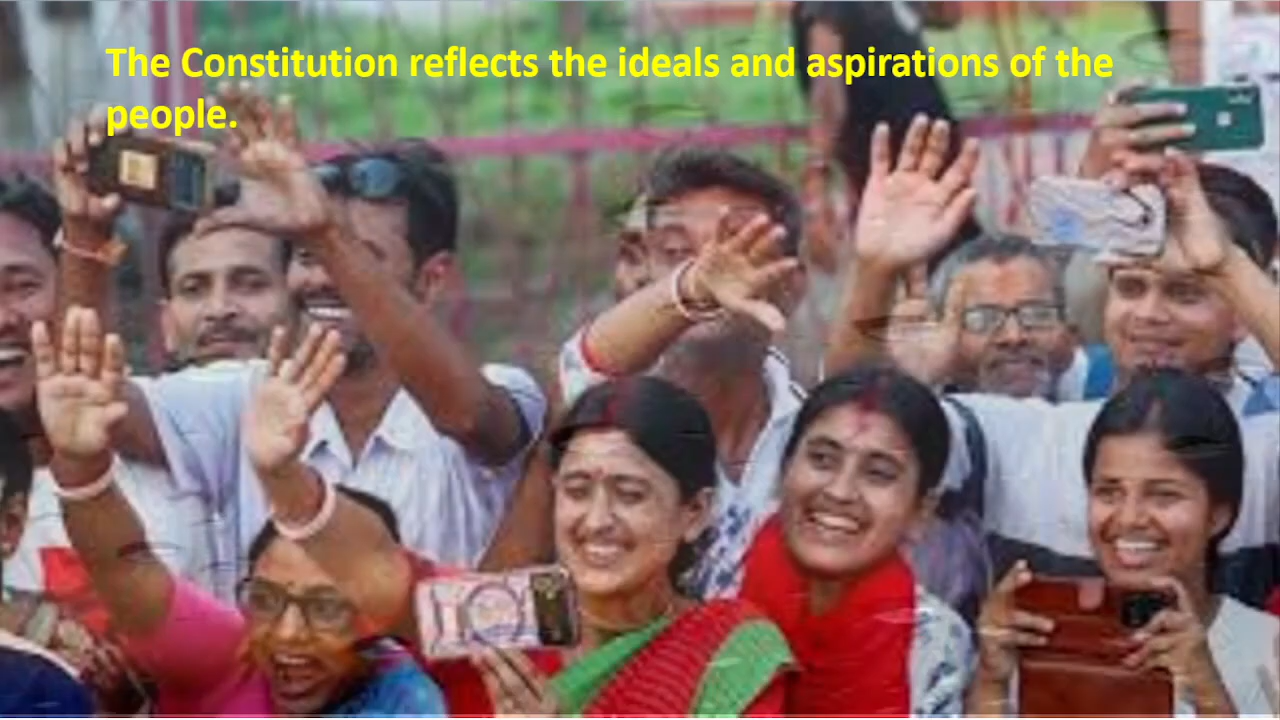 The Constitution reflects the ideals and aspirations of the
people.